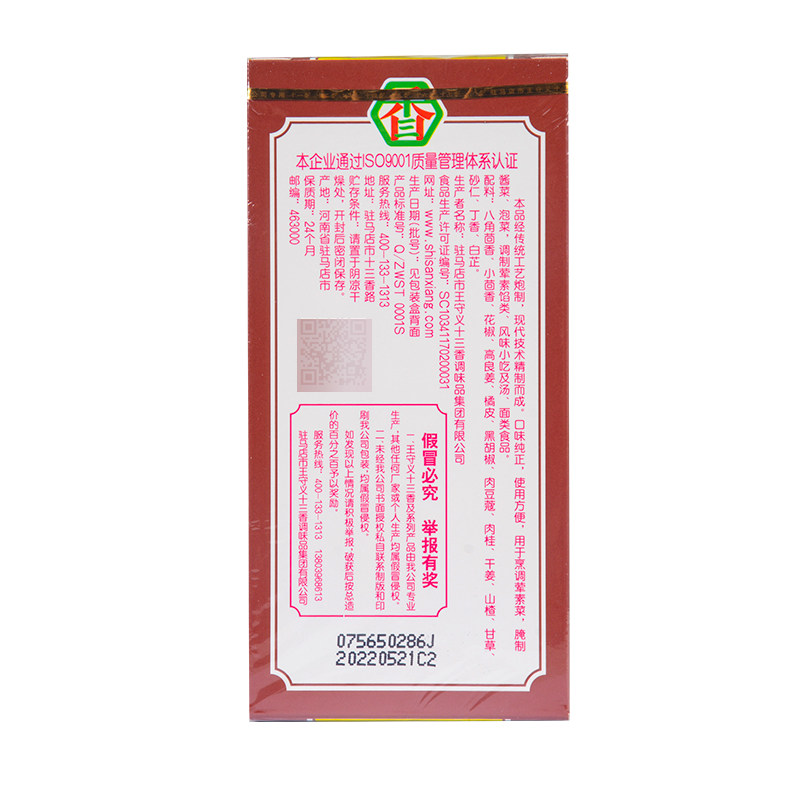 本企业通过ISO9001质量管理体系认证
本品经传统工艺炮制，现代技术精制而成。口味纯正，使用方便，用于烹调荤素菜，腌制
酱菜、泡菜，调制荤素馅类、风味小吃及汤、面类食品。
配料：八角茴香、小茴香、花椒、高良姜、橘皮、黑胡椒、肉豆蔻、肉桂、干姜、山楂、甘草、
砂仁、丁香、白芷。
生产者名称：驻马店市王守义十三香调味品集团有限公司
食品生产许可证编号：SC10341170200031
网址：www.shisanxiang.com
生产日期(批号)：见包装盒背面
产品标准号：Q/ZWST 0001S
服务热线：400-133-1313
地址：驻马店市十三香路
贮存条件：请置于阴凉干
燥处，开封后密闭保存。
产地：河南省驻马店市
保质期：24个月
邮编：463000
假冒必究 举报有奖
一、王守义十三香及系列产品由我公司专业
生产，其他任何厂家或个人生产均属假冒侵权。
二、未经我公司书面授权私自联系制版和印
刷我公司包装，均属假冒侵权。
如发现以上情况请积极举报，破获后按总造
价的百分之百予以奖励。
服务热线：400-133-1313 13803968613
驻马店市王守义十三香调味品集团有限公司
075650286J
20220521C2